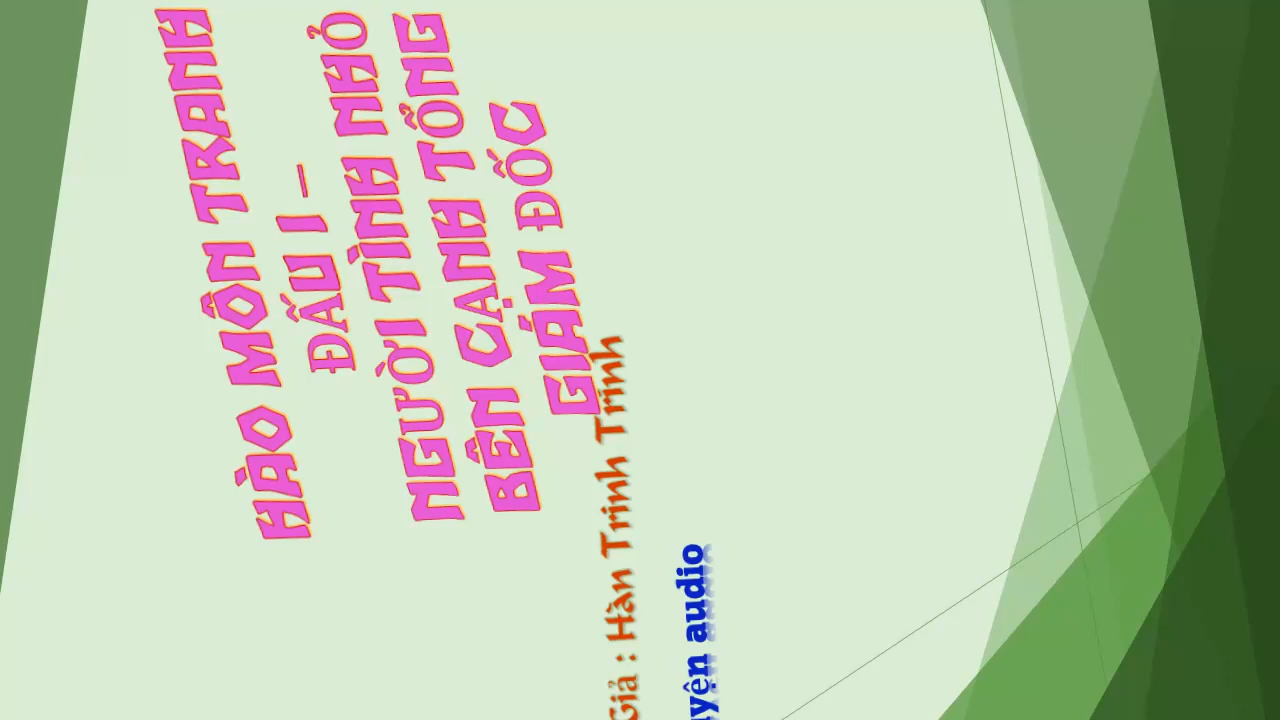 HÀO MÔN TRANH
ĐẤU I –
NGƯỜI TÌNH NHỎ
BÊN CẠNH TỔNG
GIÁM ĐỐC
Giả : Hàn Trinh Trinh
uyện audio